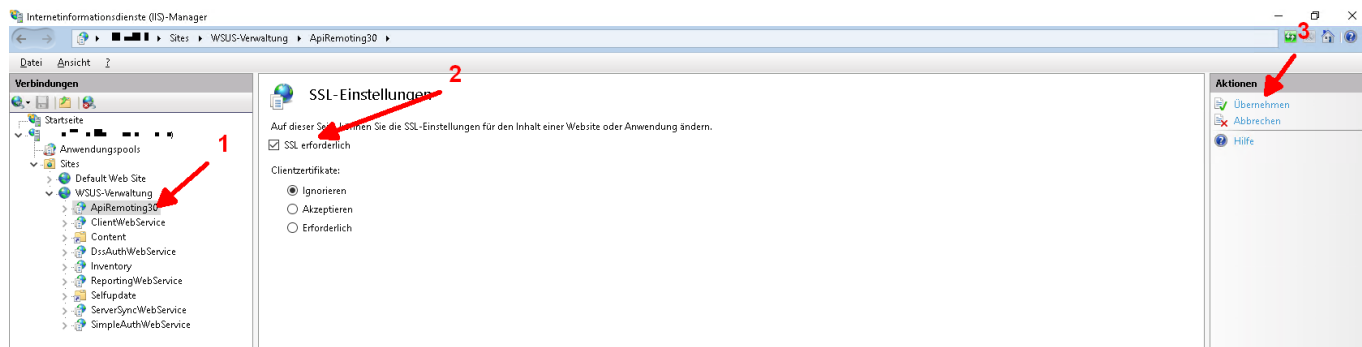 Internetinformationsdienste (IIS)-Manager
Sites
WSUS-Verwaltung
ApiRemoting30
3
Datei Ansicht ?
Verbindungen
Startseite
Anwendungspools
Sites
Default Web Site
WSUS-Verwaltung
ApiRemoting30
ClientWebService
Content
DssAuthWebService
Inventory
ReportingWebService
Selfupdate
ServerSyncWebService
SimpleAuthWebService
1
2
SSL-Einstellungen
Auf dieser Seite können Sie die SSL-Einstellungen für den Inhalt einer Website oder Anwendung ändern.
SSL erforderlich
Clientzertifikate:
Ignorieren
Akzeptieren
Erforderlich
Aktionen
Übernehmen
Abbrechen
Hilfe